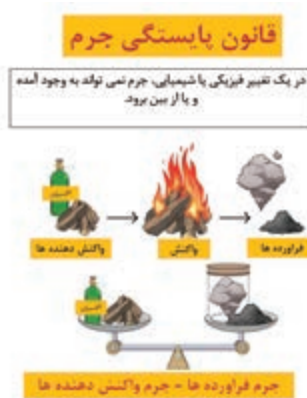 قانون پایستگی جرم
در یک تغییر فیزیکی یا شیمیایی، جرم نمی تواند به وجود آمده
و یا از بین برود.
واکنش دهنده ها
واکنش
فراورده ها
جرم فراورده ها = جرم واکنش دهنده ها